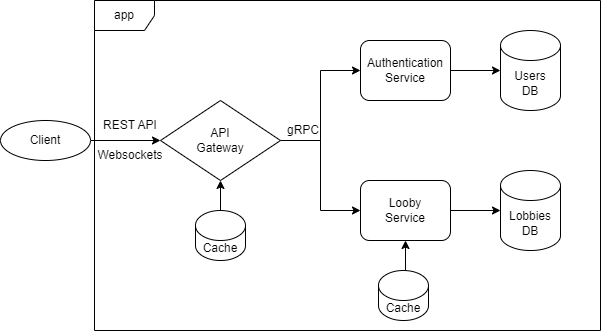 app
Client
REST API
Websockets
API
Gateway
Cache
gRPC
Authentication
Service
Users
DB
Looby
Service
Lobbies
DB
Cache